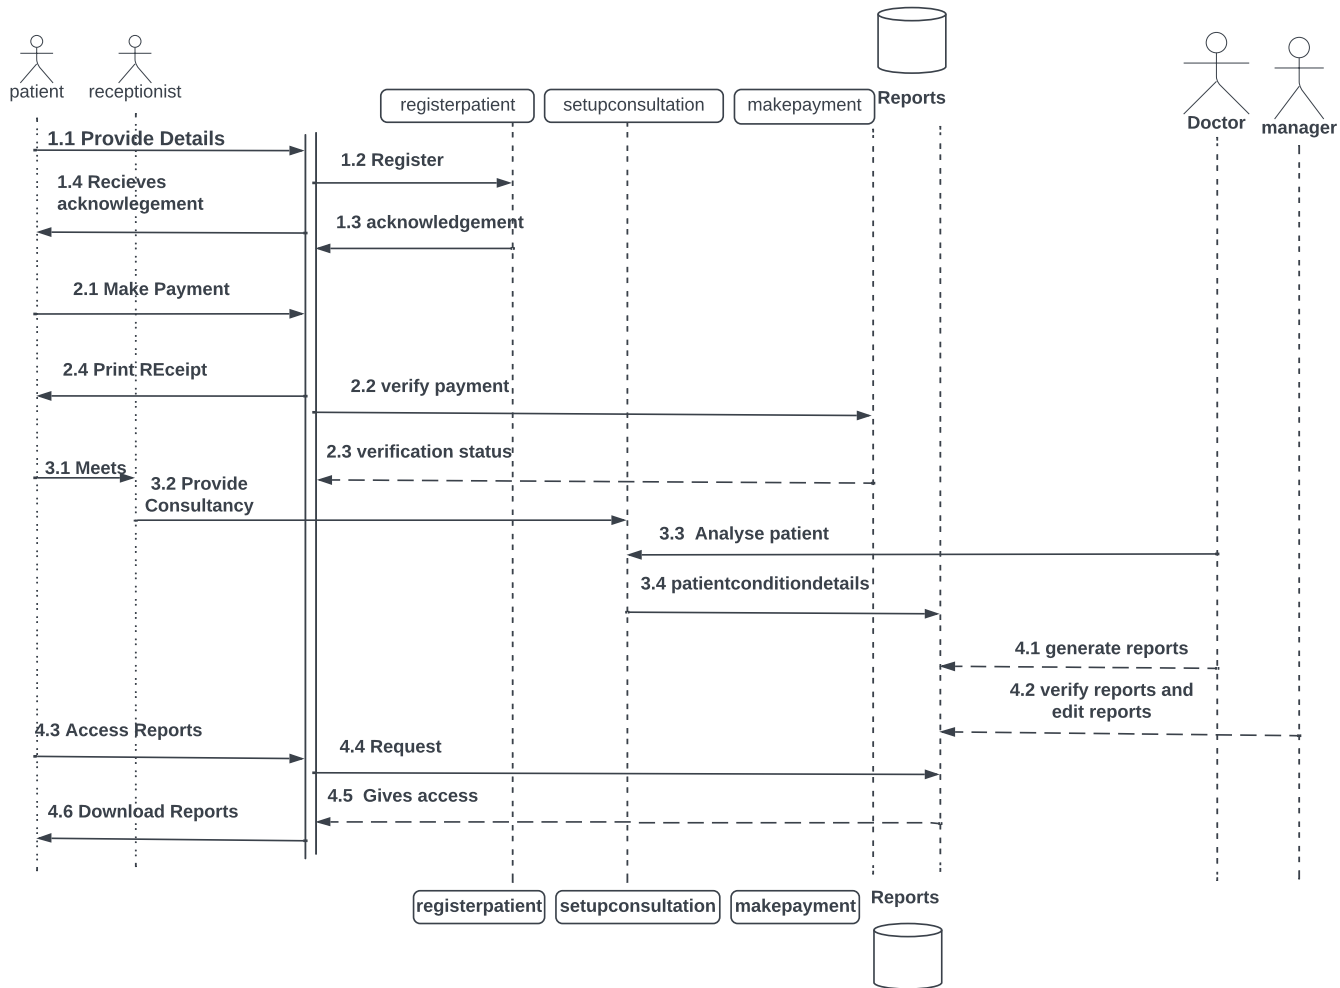 patient
receptionist
registerpatient
setupconsultation
makepayment
Reports
Doctor
manager
1.1 Provide Details
1.2 Register
1.4 Recieves
acknowlegement
1.3 acknowledgement
2.1 Make Payment
2.4 Print REceipt
2.2 verify payment
2.3 verification status
3.1 Meets
3.2 Provide
Consultancy
3.3 Analyse patient
3.4 patientconditiondetails
4.1 generate reports
4.2 verify reports and
edit reports
4.3 Access Reports
4.4 Request
4.5 Gives access
4.6 Download Reports
registerpatient
setupconsultation
makepayment
Reports